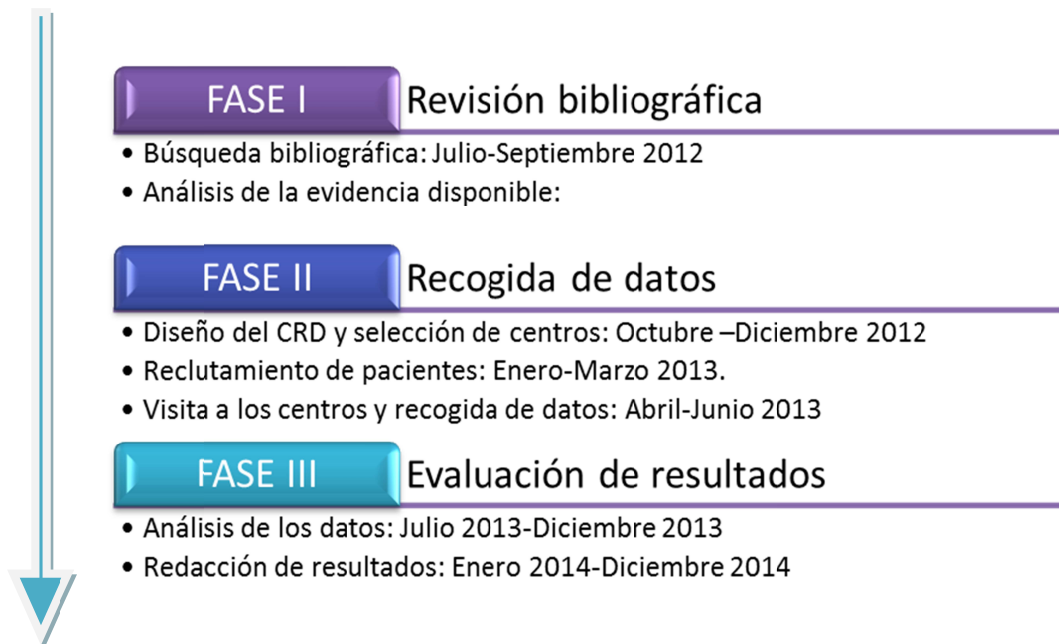 FASE I
Revisión bibliográfica
• Búsqueda bibliográfica: Julio-Septiembre 2012
• Análisis de la evidencia disponible:
FASE II
Recogida de datos
• Diseño del CRD y selección de centros: Octubre –Diciembre 2012
• Reclutamiento de pacientes: Enero-Marzo 2013.
• Visita a los centros y recogida de datos: Abril-Junio 2013
FASE III
Evaluación de resultados
• Análisis de los datos: Julio 2013-Diciembre 2013
• Redacción de resultados: Enero 2014-Diciembre 2014